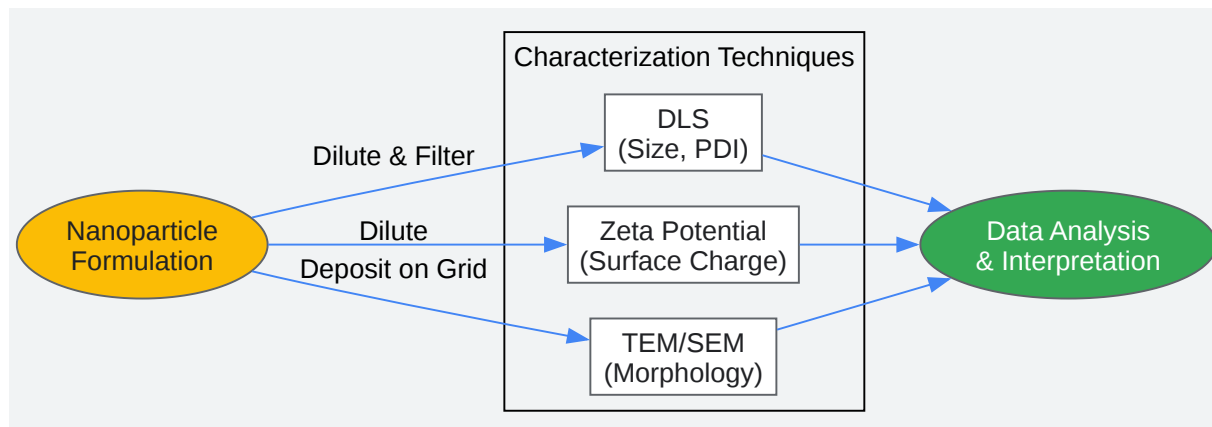 Characterization Techniques
Nanoparticle
Formulation
Dilute & Filter
Dilute
Deposit on Grid
DLS
(Size, PDI)
Zeta Potential
(Surface Charge)
TEM/SEM
(Morphology)
Data Analysis
& Interpretation